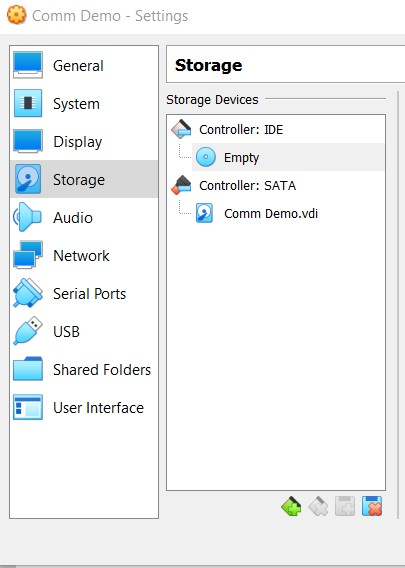 Comm Demo - Settings
General
System
Display
Storage
Audio
Network
Serial Ports
USB
Shared Folders
User Interface
Storage
Storage Devices
Controller: IDE
Empty
Controller: SATA
Comm Demo.vdi